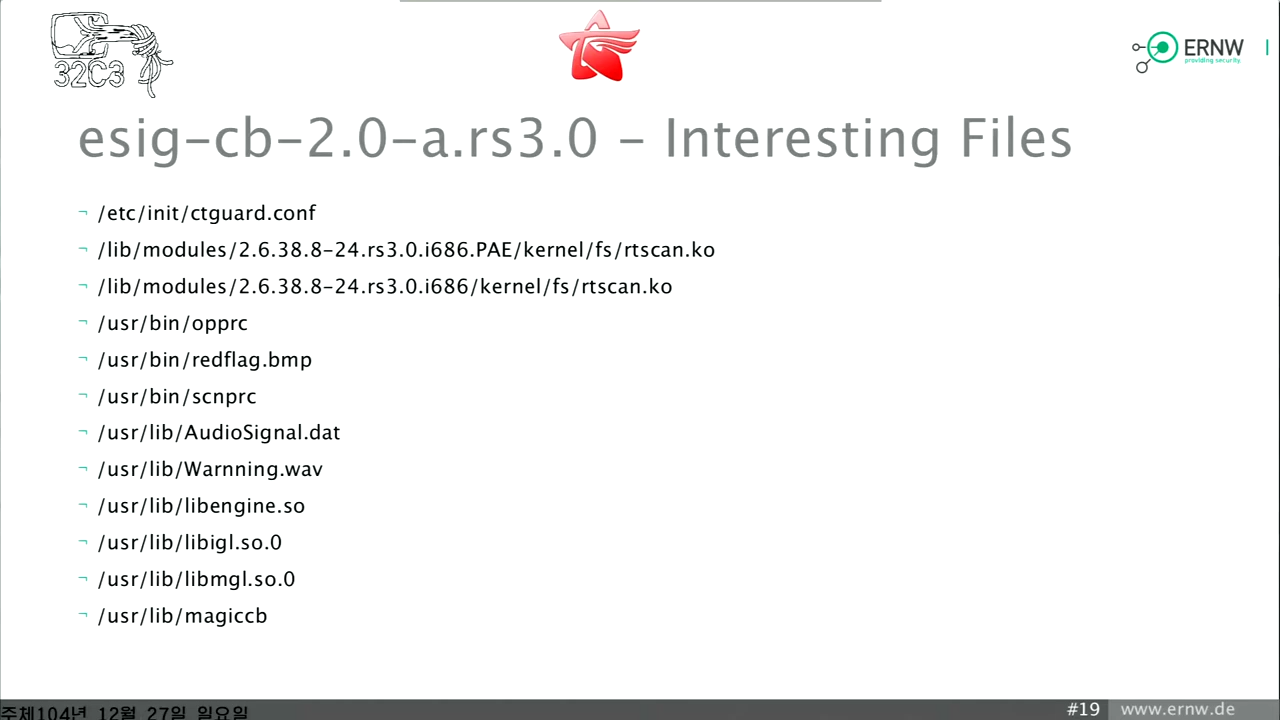 32C3
ERNW
providing security.
esig-cb-2.0-a.rs3.0 – Interesting Files
¬ /etc/init/ctguard.conf
¬ /lib/modules/2.6.38.8-24.rs3.0.i686.PAE/kernel/fs/rtscan.ko
¬ /lib/modules/2.6.38.8-24.rs3.0.i686/kernel/fs/rtscan.ko
¬ /usr/bin/opprc
¬ /usr/bin/redflag.bmp
¬ /usr/bin/scnprc
¬ /usr/lib/AudioSignal.dat
¬ /usr/lib/Warnning.wav
¬ /usr/lib/libengine.so
¬ /usr/lib/libigl.so.0
¬ /usr/lib/libmgl.so.0
¬ /usr/lib/magiccb
주체104년 12월 27일 일요일
#19 www.ernw.de